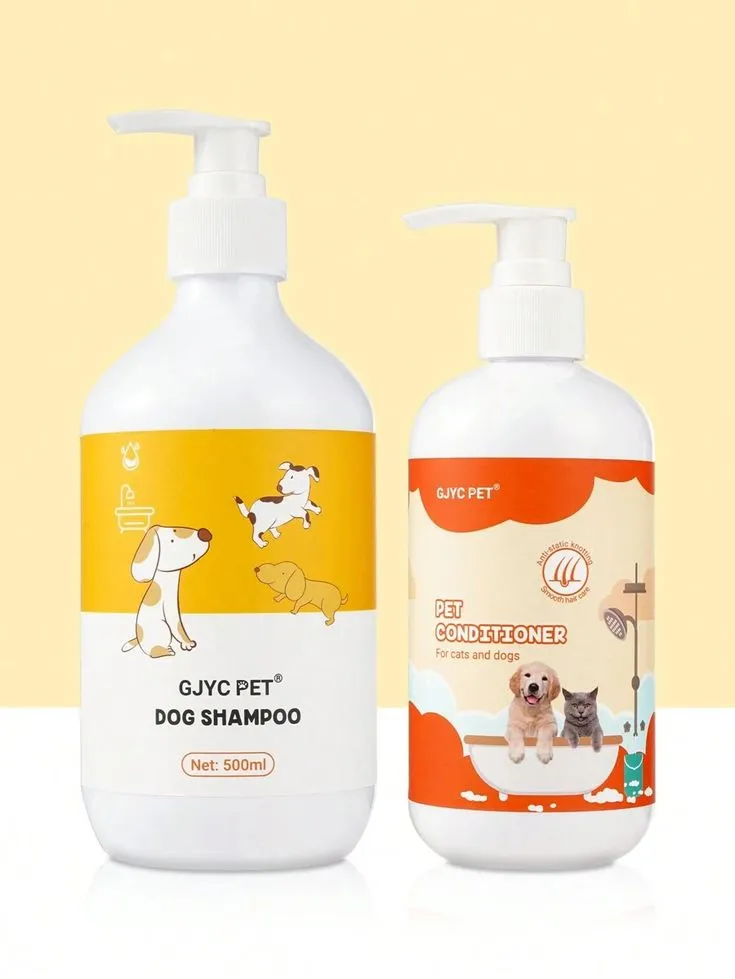 GJYC PET®
DOG SHAMPOO
Net: 500ml
GJYC PET®
Anti-static knotting
Smooth hair care
PET
CONDITIONER
For cats and dogs